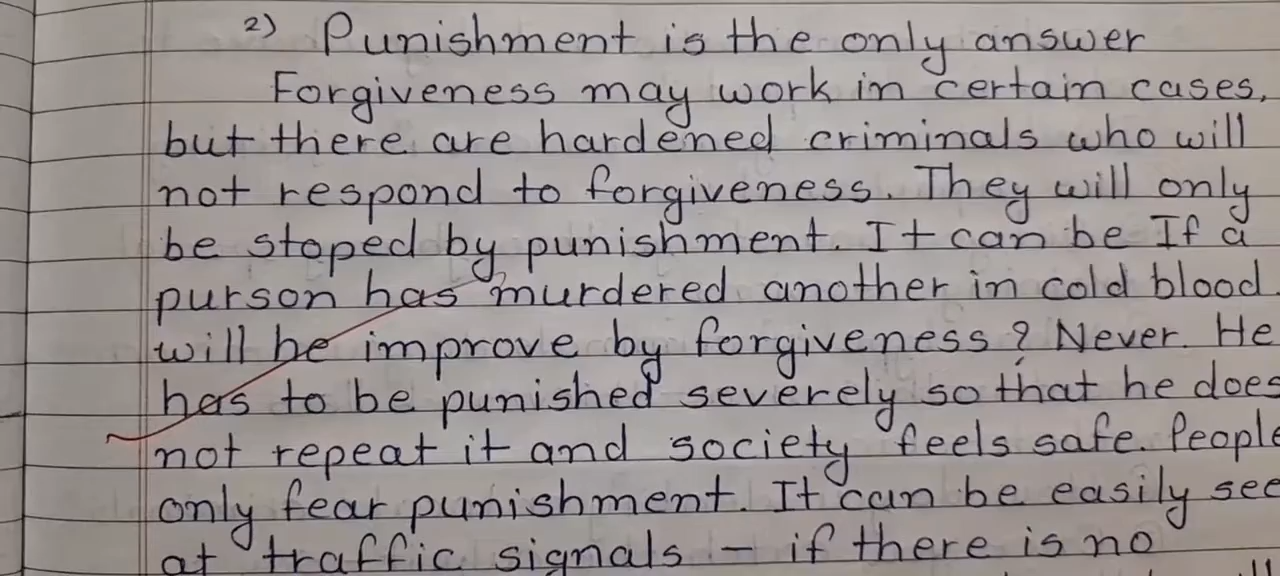 2) Punishment is the only answer
Forgiveness may work in certain cases,
but there are hardened criminals who will
not respond to forgiveness. They will only
be stoped by punishment. It can be If a
purson has murdered another in cold blood.
will be improve by forgiveness? Never. He
has to be punished severely so that he does
not repeat it and society feels safe. People
only fear punishment. It can be easily see
at traffic signals – if there is no